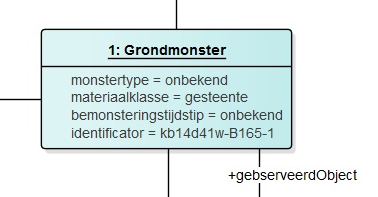 1: Grondmonster
monstertype = onbekend
materiaalklasse = gesteente
bemonsteringstijdstip = onbekend
identificator = kb14d41w-B165-1
+gebserveerdObject